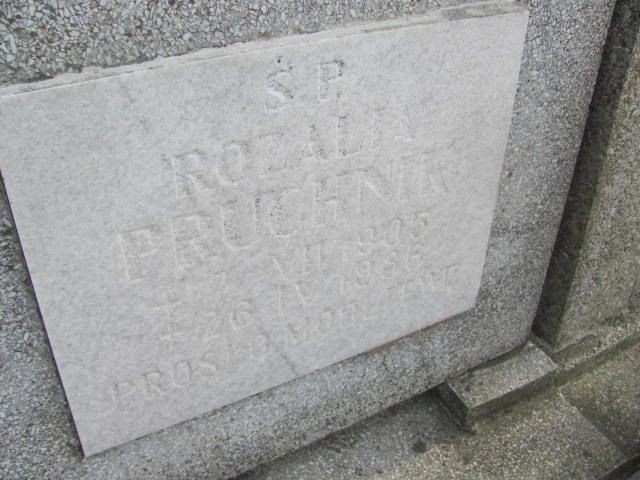 Ś P.
ROZALIA
PRUCHNIK
* 7 VII 1905
+ 26 IV 1986
PROSI O MODLITWĘ